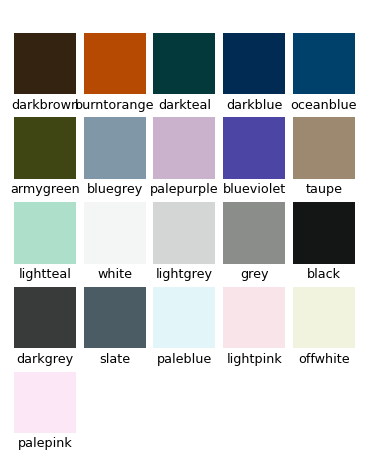 darkbrown burntorange darkteal darkblue oceanblue
armygreen bluegrey palepurple blueviolet taupe
lightteal white lightgrey grey black
darkgrey slate paleblue lightpink offwhite
palepink